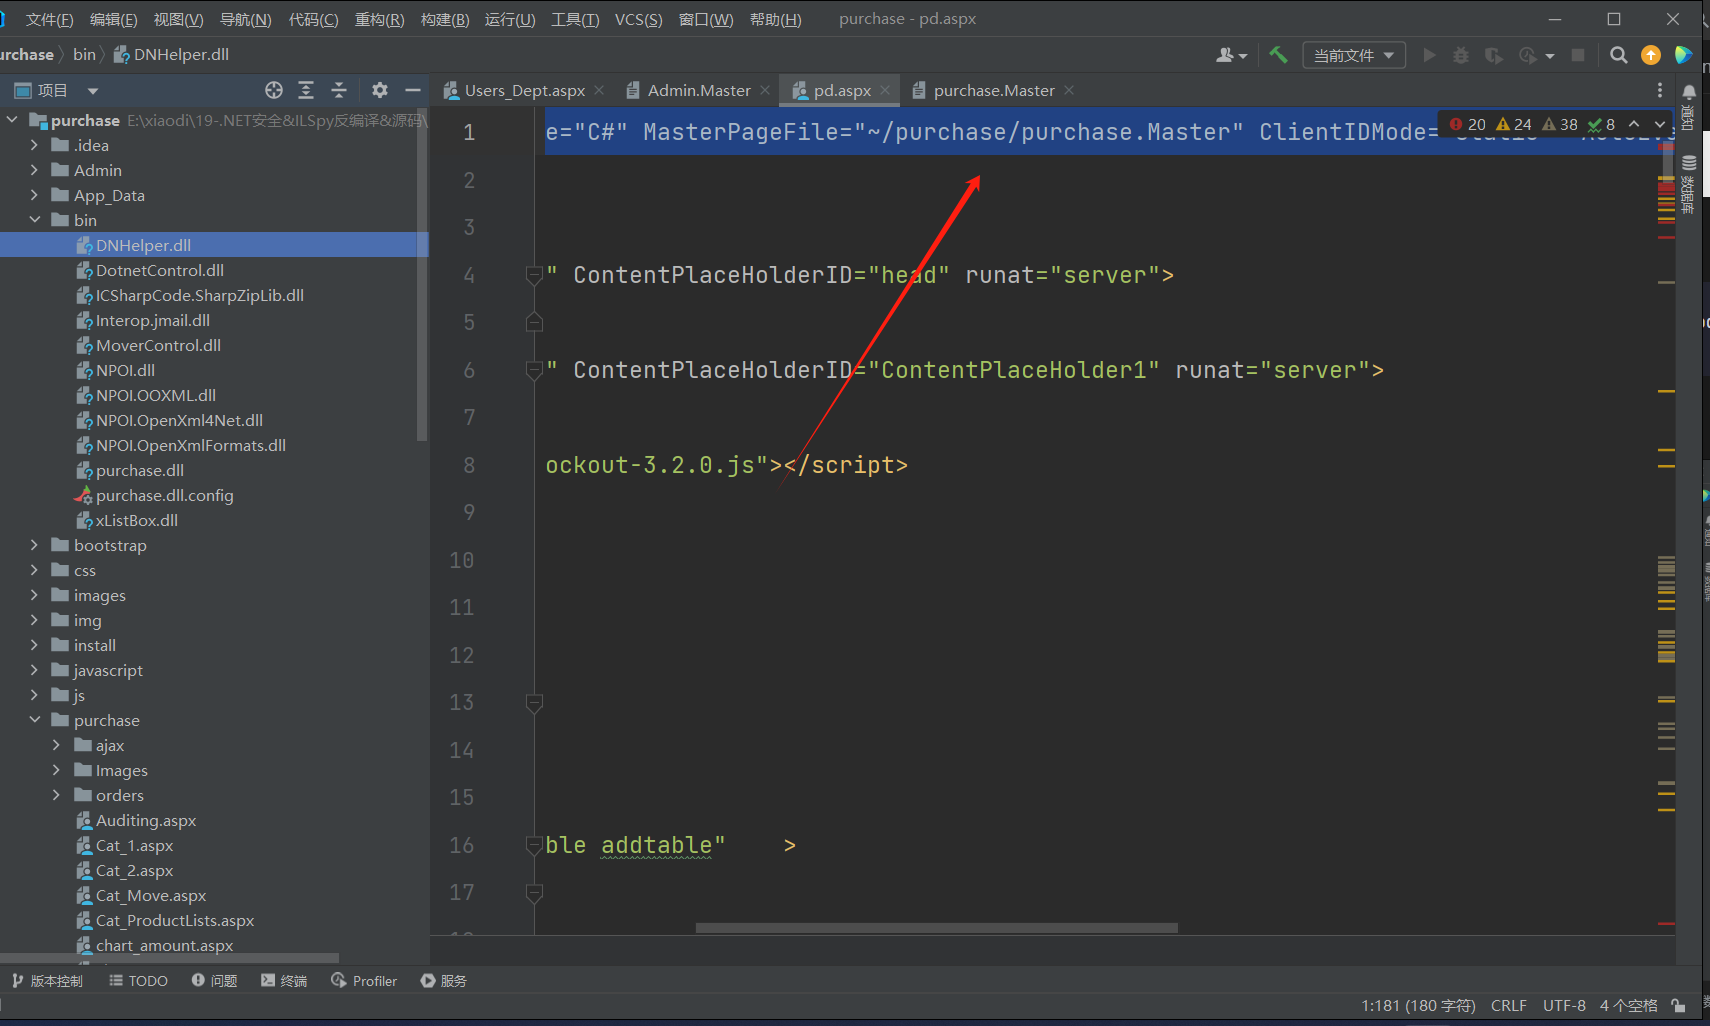 文件(F) 编辑(E) 视图(V) 导航(N) 代码(C) 重构(R) 构建(B) 运行(U) 工具(T) VCS(S) 窗口(W) 帮助(H) purchase - pd.aspx
urchase bin DNHelper.dll 当前文件
项目
Users_Dept.aspx Admin.Master pd.aspx purchase.Master
purchase E:\xiaodi\19-.NET安全&ILSpy反编译&源码\
.idea
Admin
App_Data
bin
DNHelper.dll
DotnetControl.dll
ICSharpCode.SharpZipLib.dll
Interop.jmail.dll
MoverControl.dll
NPOI.dll
NPOI.OOXML.dll
NPOI.OpenXml4Net.dll
NPOI.OpenXmlFormats.dll
purchase.dll
purchase.dll.config
xListBox.dll
bootstrap
css
images
img
install
javascript
js
purchase
ajax
Images
orders
Auditing.aspx
Cat_1.aspx
Cat_2.aspx
Cat_Move.aspx
Cat_ProductLists.aspx
chart_amount.aspx
1 e="C#" MasterPageFile="~/purchase/purchase.Master" ClientIDMode=
20 24 38 8
2
3
4 " ContentPlaceHolderID="head" runat="server">
5
6 " ContentPlaceHolderID="ContentPlaceHolder1" runat="server">
7
8 ockout-3.2.0.js"></script>
9
10
11
12
13
14
15
16 ble addtable" >
17
通知
数据库
版本控制 TODO 问题 终端 Profiler 服务
1:181 (180 字符) CRLF UTF-8 4 个空格